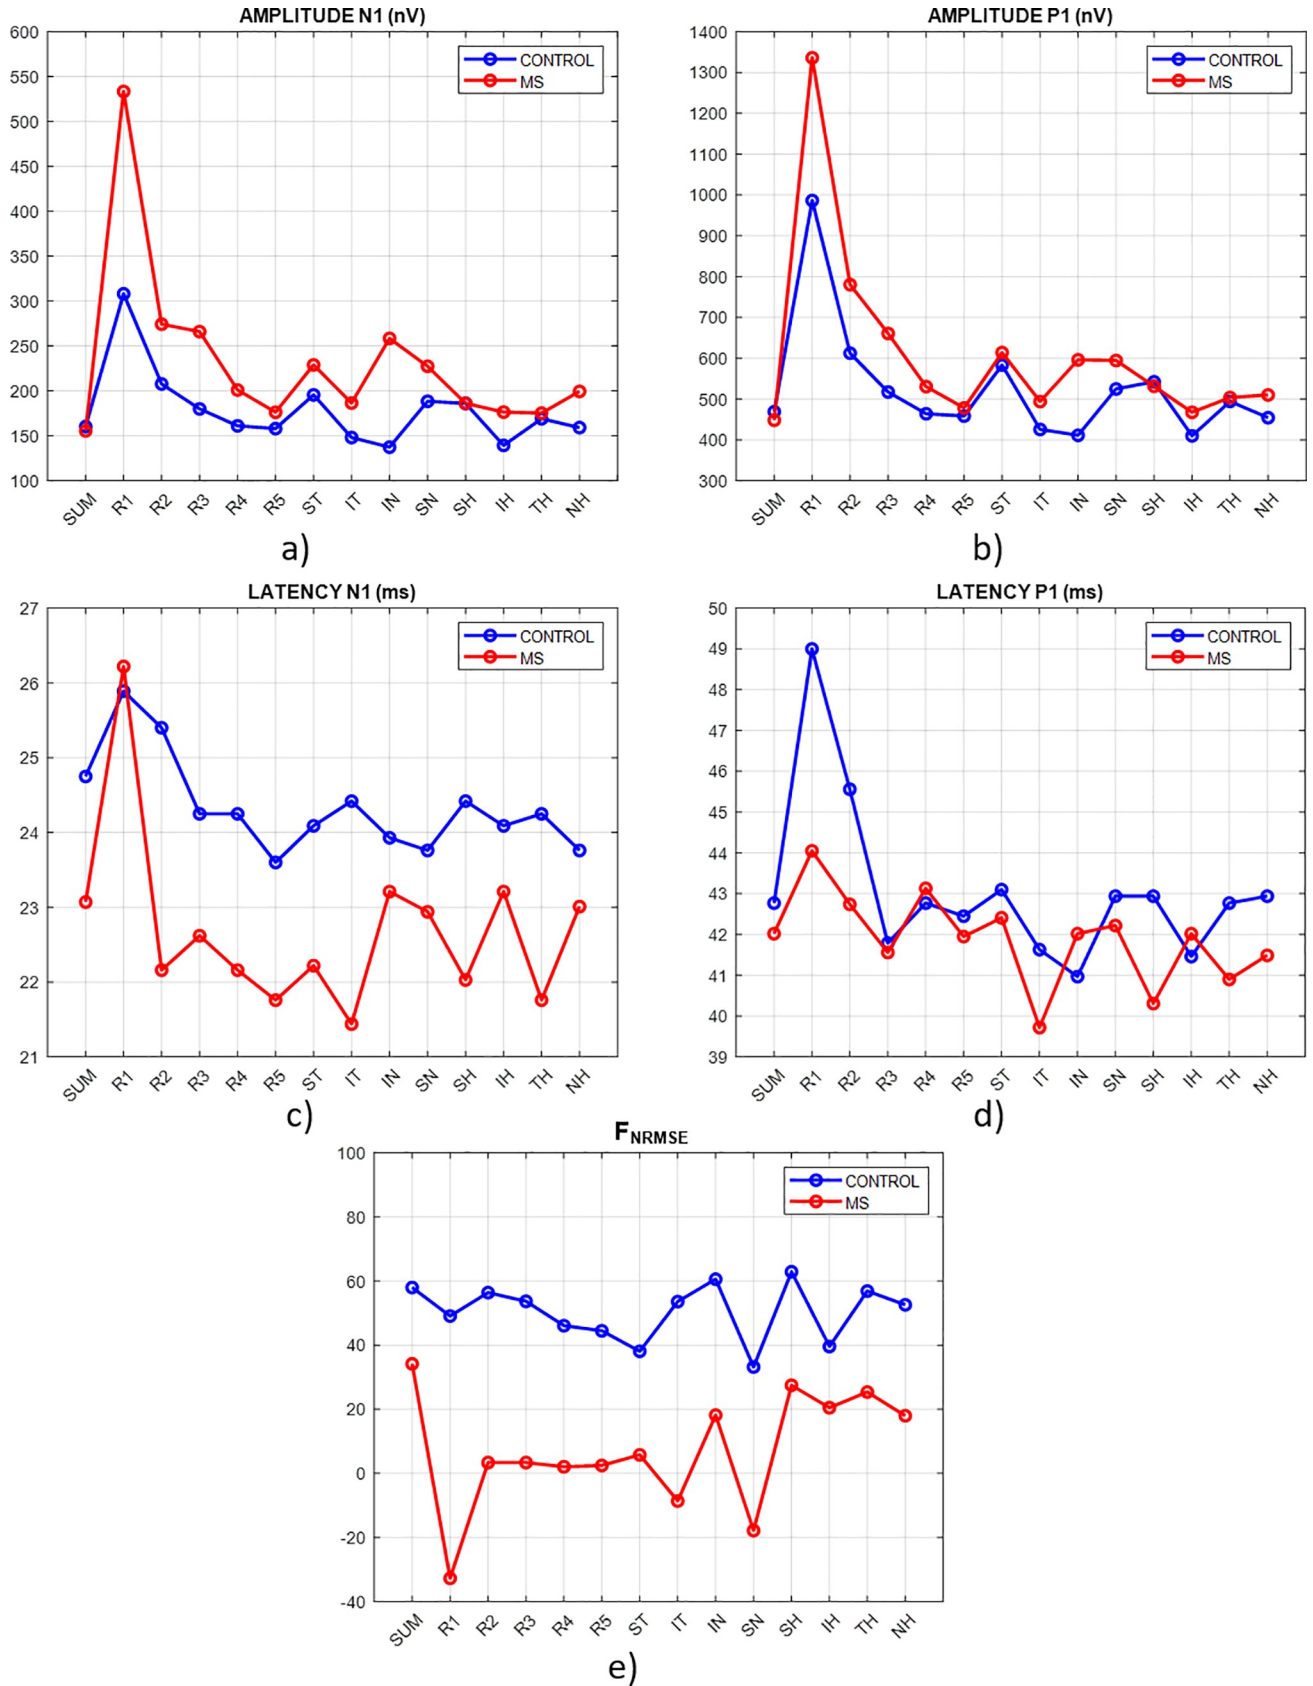 AMPLITUDE N1 (nV)
600
550
500
450
400
350
300
250
200
150
100
CONTROL
MS
SUM R1 R2 R3 R4 R5 ST IT IN SN SH IH TH NH
a)
AMPLITUDE P1 (nV)
1400
1300
1200
1100
1000
900
800
700
600
500
400
300
CONTROL
MS
SUM R1 R2 R3 R4 R5 ST IT IN SN SH IH TH NH
b)
LATENCY N1 (ms)
27
26
25
24
23
22
21
CONTROL
MS
SUM R1 R2 R3 R4 R5 ST IT IN SN SH IH TH NH
c)
LATENCY P1 (ms)
50
49
48
47
46
45
44
43
42
41
40
39
CONTROL
MS
SUM R1 R2 R3 R4 R5 ST IT IN SN SH IH TH NH
d)
FNRMSE
100
80
60
40
20
0
-20
-40
CONTROL
MS
SUM R1 R2 R3 R4 R5 ST IT IN SN SH IH TH NH
e)